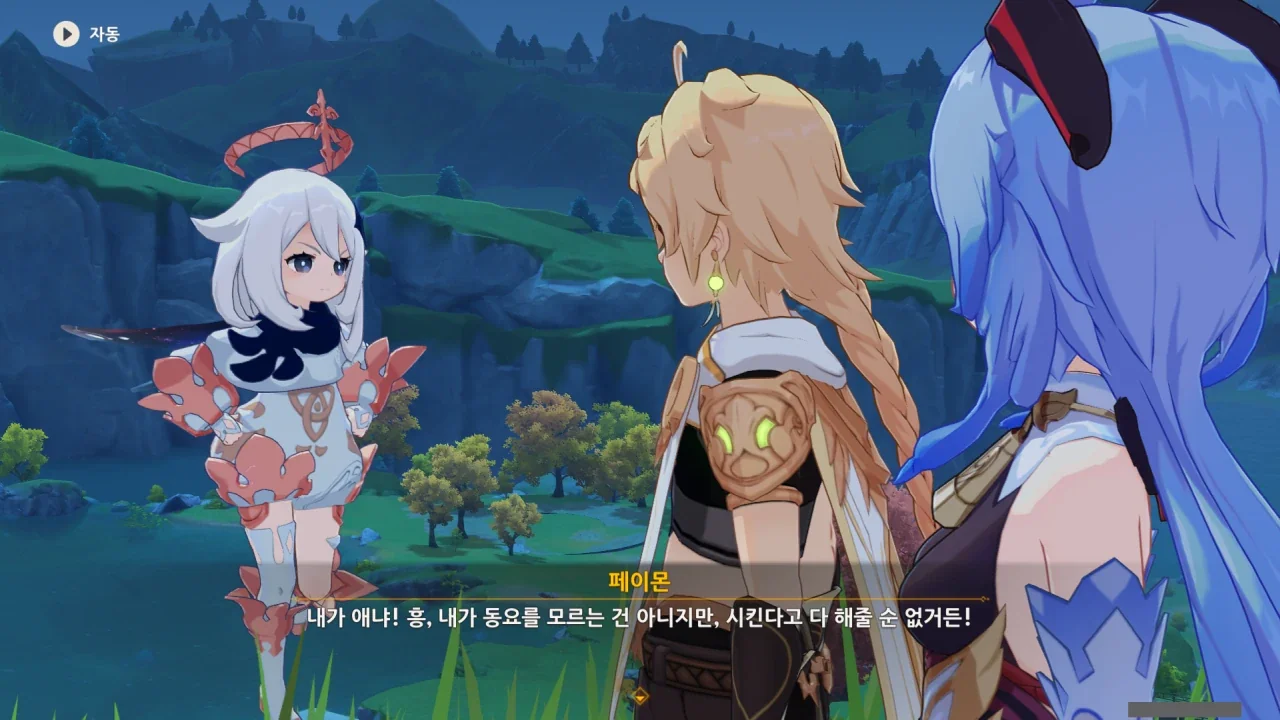 자동
페이몬
내가 애냐! 흥, 내가 동요를 모르는 건 아니지만, 시킨다고 다 해줄 순 없거든!